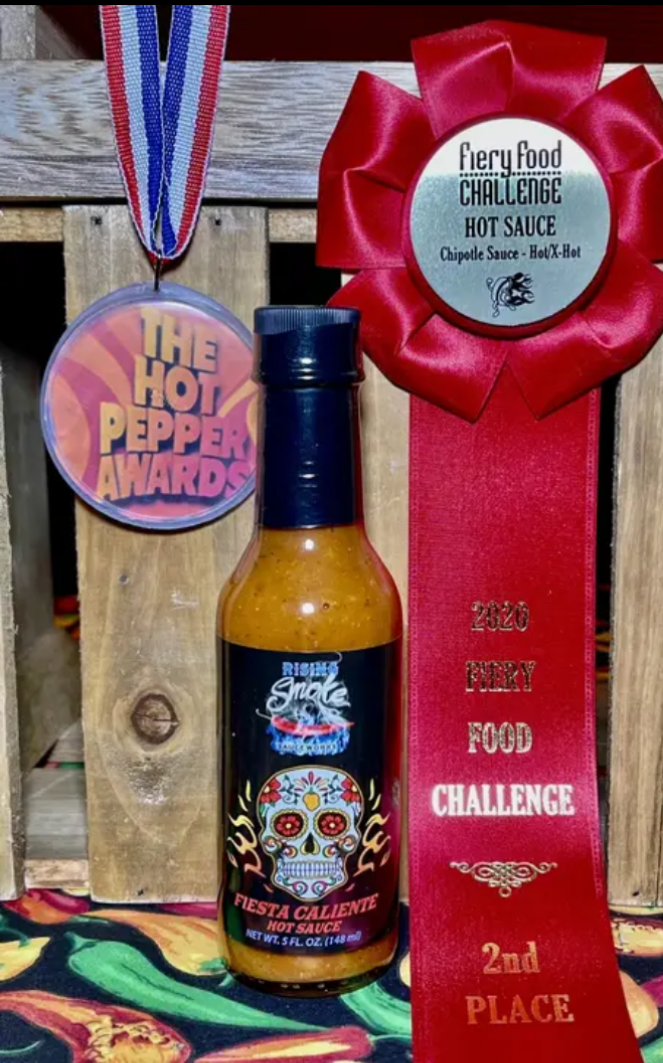 THE
HOT
PEPPER
AWARDS
fiery food
CHALLENGE
HOT SAUCE
Chipotle Sauce - Hot/X-Hot
RISING
Smoke
SAUCEWORKS
FIESTA CALIENTE
HOT SAUCE
NET WT. 5 FL. OZ. (148 ml)
2020
FIERY
FOOD
CHALLENGE
2nd
PLACE